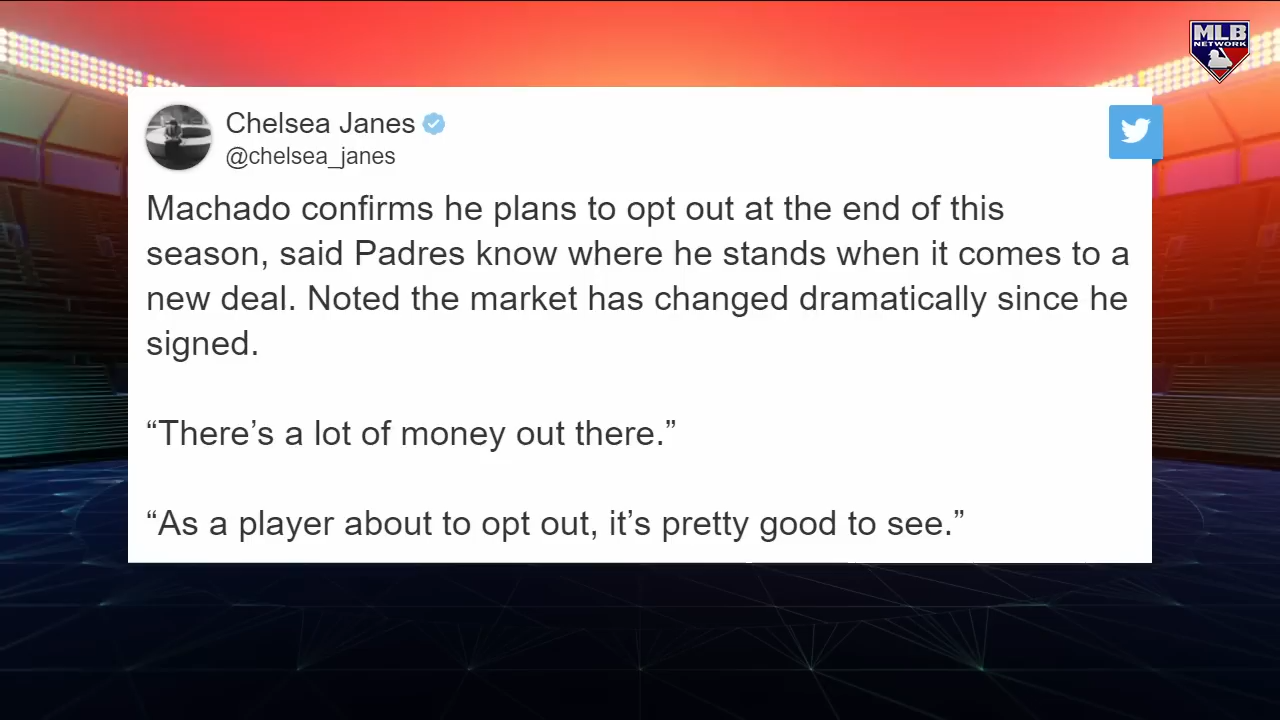 MLB
NETWORK
Chelsea Janes
@chelsea_janes
Machado confirms he plans to opt out at the end of this
season, said Padres know where he stands when it comes to a
new deal. Noted the market has changed dramatically since he
signed.
“There’s a lot of money out there.”
“As a player about to opt out, it’s pretty good to see.”